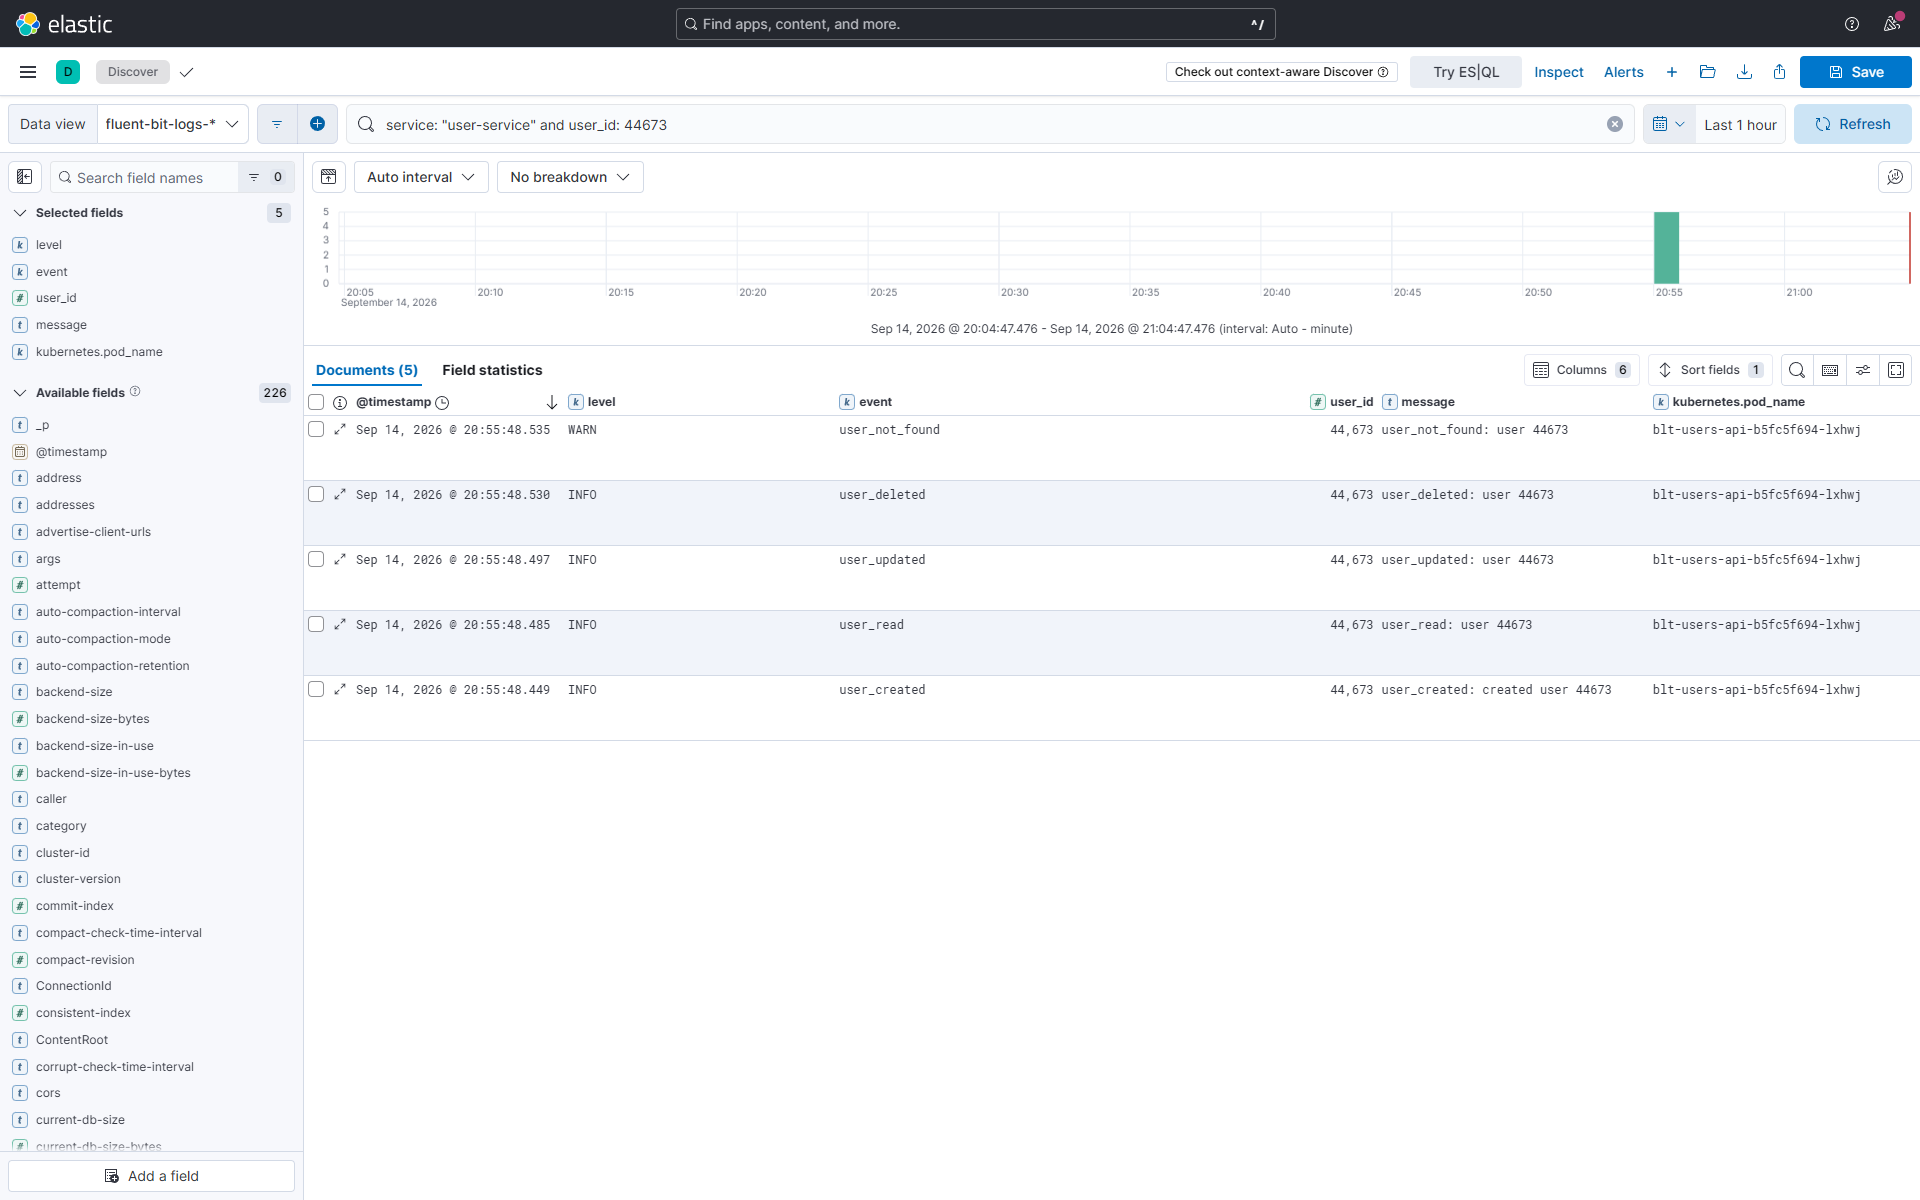 elastic
Find apps, content, and more.
^/
D
Discover
Check out context-aware Discover
Try ES|QL
Inspect
Alerts
Save
Data view
fluent-bit-logs-*
service: "user-service" and user_id: 44673
Last 1 hour
Refresh
Search field names
0
Auto interval
No breakdown
Selected fields
5
k level
k event
# user_id
t message
k kubernetes.pod_name
Available fields
226
t _p
@timestamp
t address
t addresses
t advertise-client-urls
t args
# attempt
t auto-compaction-interval
t auto-compaction-mode
t auto-compaction-retention
t backend-size
# backend-size-bytes
t backend-size-in-use
# backend-size-in-use-bytes
t caller
t category
t cluster-id
t cluster-version
# commit-index
t compact-check-time-interval
# compact-revision
t ConnectionId
# consistent-index
t ContentRoot
t corrupt-check-time-interval
t cors
t current-db-size
# current-db-size-bytes
Add a field
5
4
3
2
1
0
20:05 20:10 20:15 20:20 20:25 20:30 20:35 20:40 20:45 20:50 20:55 21:00
September 14, 2026
Sep 14, 2026 @ 20:04:47.476 - Sep 14, 2026 @ 21:04:47.476 (interval: Auto - minute)
Documents (5)
Field statistics
Columns 6
Sort fields 1
@timestamp k level k event # user_id t message k kubernetes.pod_name
Sep 14, 2026 @ 20:55:48.535 WARN user_not_found 44,673 user_not_found: user 44673 blt-users-api-b5fc5f694-lxhwj
Sep 14, 2026 @ 20:55:48.530 INFO user_deleted 44,673 user_deleted: user 44673 blt-users-api-b5fc5f694-lxhwj
Sep 14, 2026 @ 20:55:48.497 INFO user_updated 44,673 user_updated: user 44673 blt-users-api-b5fc5f694-lxhwj
Sep 14, 2026 @ 20:55:48.485 INFO user_read 44,673 user_read: user 44673 blt-users-api-b5fc5f694-lxhwj
Sep 14, 2026 @ 20:55:48.449 INFO user_created 44,673 user_created: created user 44673 blt-users-api-b5fc5f694-lxhwj